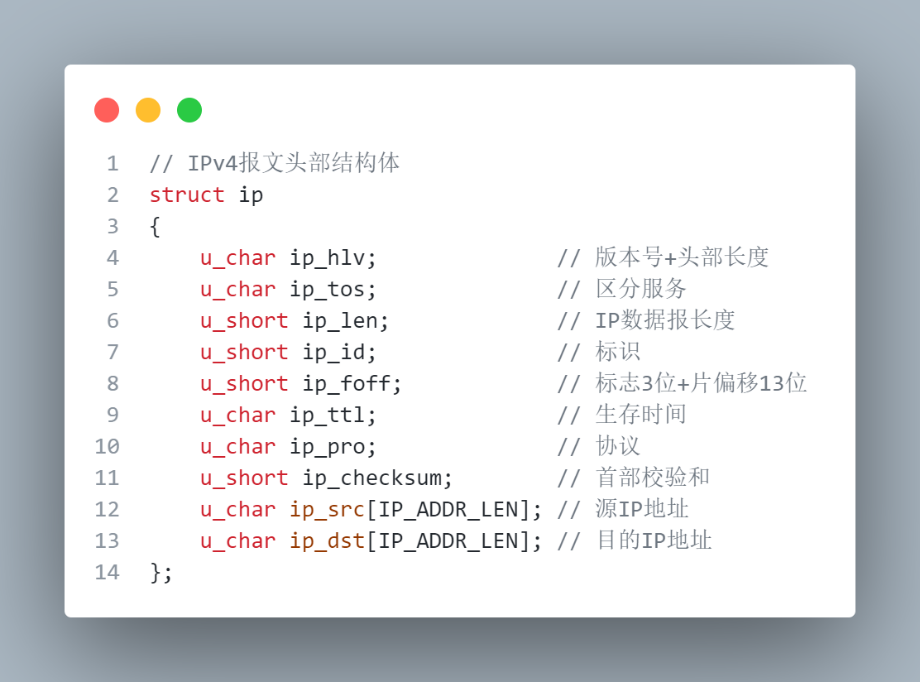 1 // IPv4报文头部结构体
2 struct ip
3 {
4     u_char ip_hlv;              // 版本号+头部长度
5     u_char ip_tos;              // 区分服务
6     u_short ip_len;             // IP数据报长度
7     u_short ip_id;              // 标识
8     u_short ip_foff;            // 标志3位+片偏移13位
9     u_char ip_ttl;              // 生存时间
10     u_char ip_pro;              // 协议
11     u_short ip_checksum;        // 首部校验和
12     u_char ip_src[IP_ADDR_LEN]; // 源IP地址
13     u_char ip_dst[IP_ADDR_LEN]; // 目的IP地址
14 };